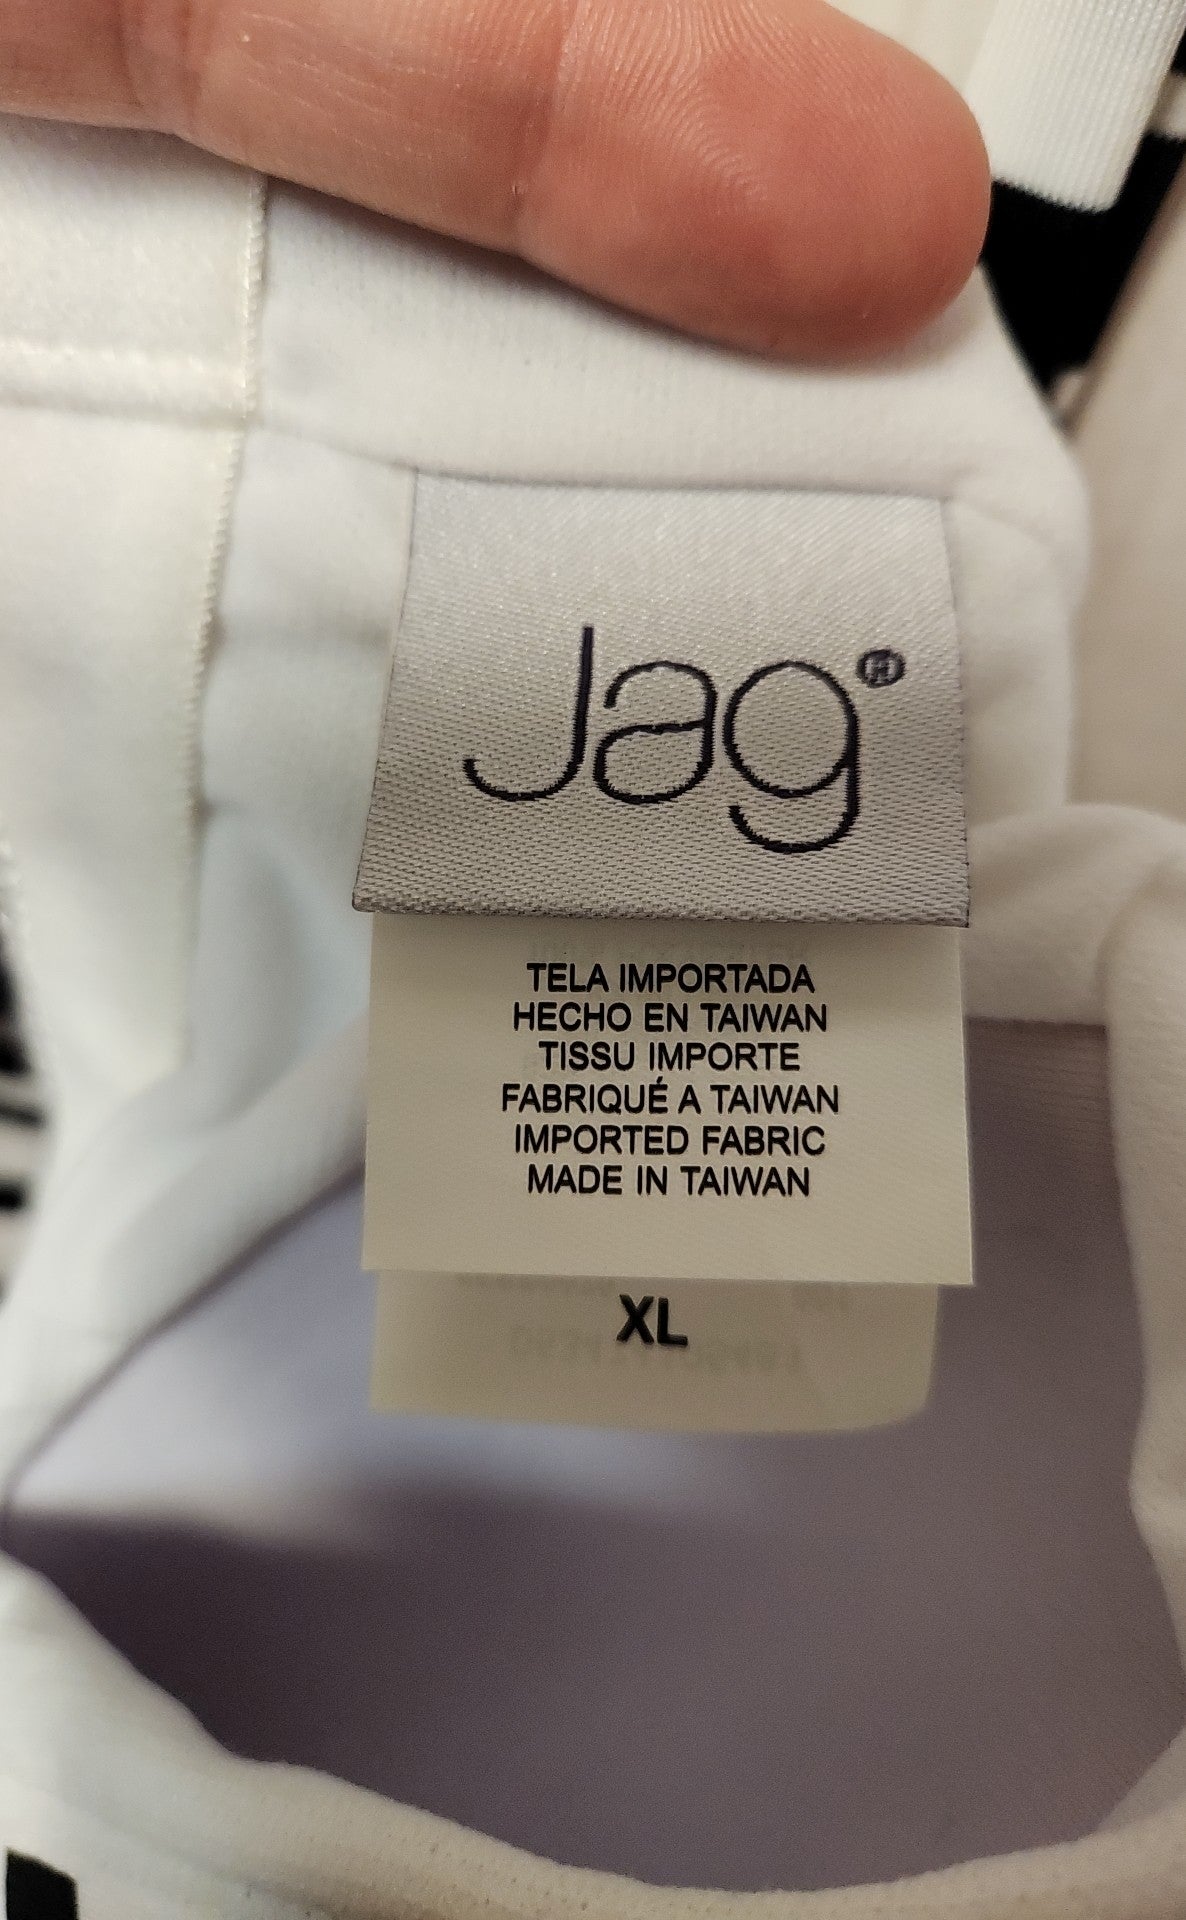 Jag®
TELA IMPORTADA
HECHO EN TAIWAN
TISSU IMPORTE
FABRIQUÉ A TAIWAN
IMPORTED FABRIC
MADE IN TAIWAN
XL